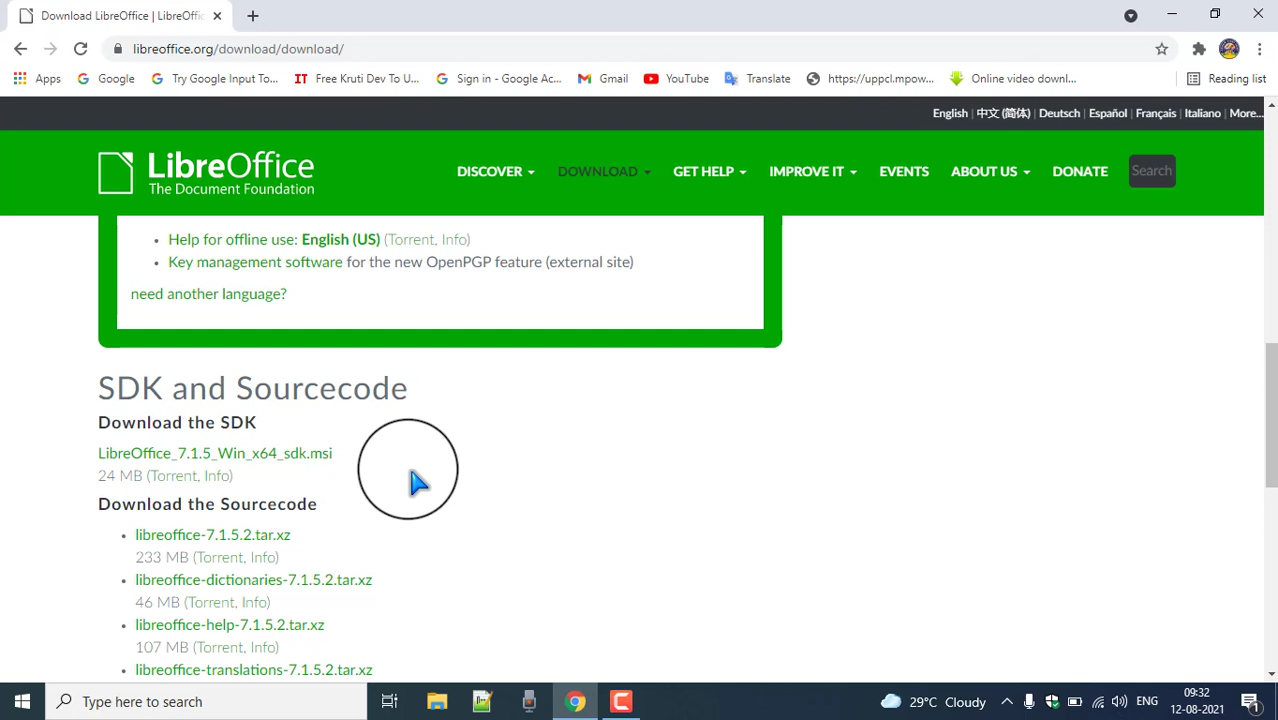 Download LibreOffice | LibreOffic
libreoffice.org/download/download/
Apps
Google
Try Google Input To...
Free Kruti Dev To U...
Sign in - Google Ac...
Gmail
YouTube
Translate
https://uppcl.mpow...
Online video downl...
Reading list
English | 中文 (简体) | Deutsch | Español | Français | Italiano | More...
LibreOffice
The Document Foundation
DISCOVER
DOWNLOAD
GET HELP
IMPROVE IT
EVENTS
ABOUT US
DONATE
Search
Help for offline use: English (US) (Torrent, Info)
Key management software for the new OpenPGP feature (external site)
need another language?
SDK and Sourcecode
Download the SDK
LibreOffice_7.1.5_Win_x64_sdk.msi
24 MB (Torrent, Info)
Download the Sourcecode
libreoffice-7.1.5.2.tar.xz
233 MB (Torrent, Info)
libreoffice-dictionaries-7.1.5.2.tar.xz
46 MB (Torrent, Info)
libreoffice-help-7.1.5.2.tar.xz
107 MB (Torrent, Info)
libreoffice-translations-7.1.5.2.tar.xz
Type here to search
29°C Cloudy
ENG
09:32
12-08-2021
1